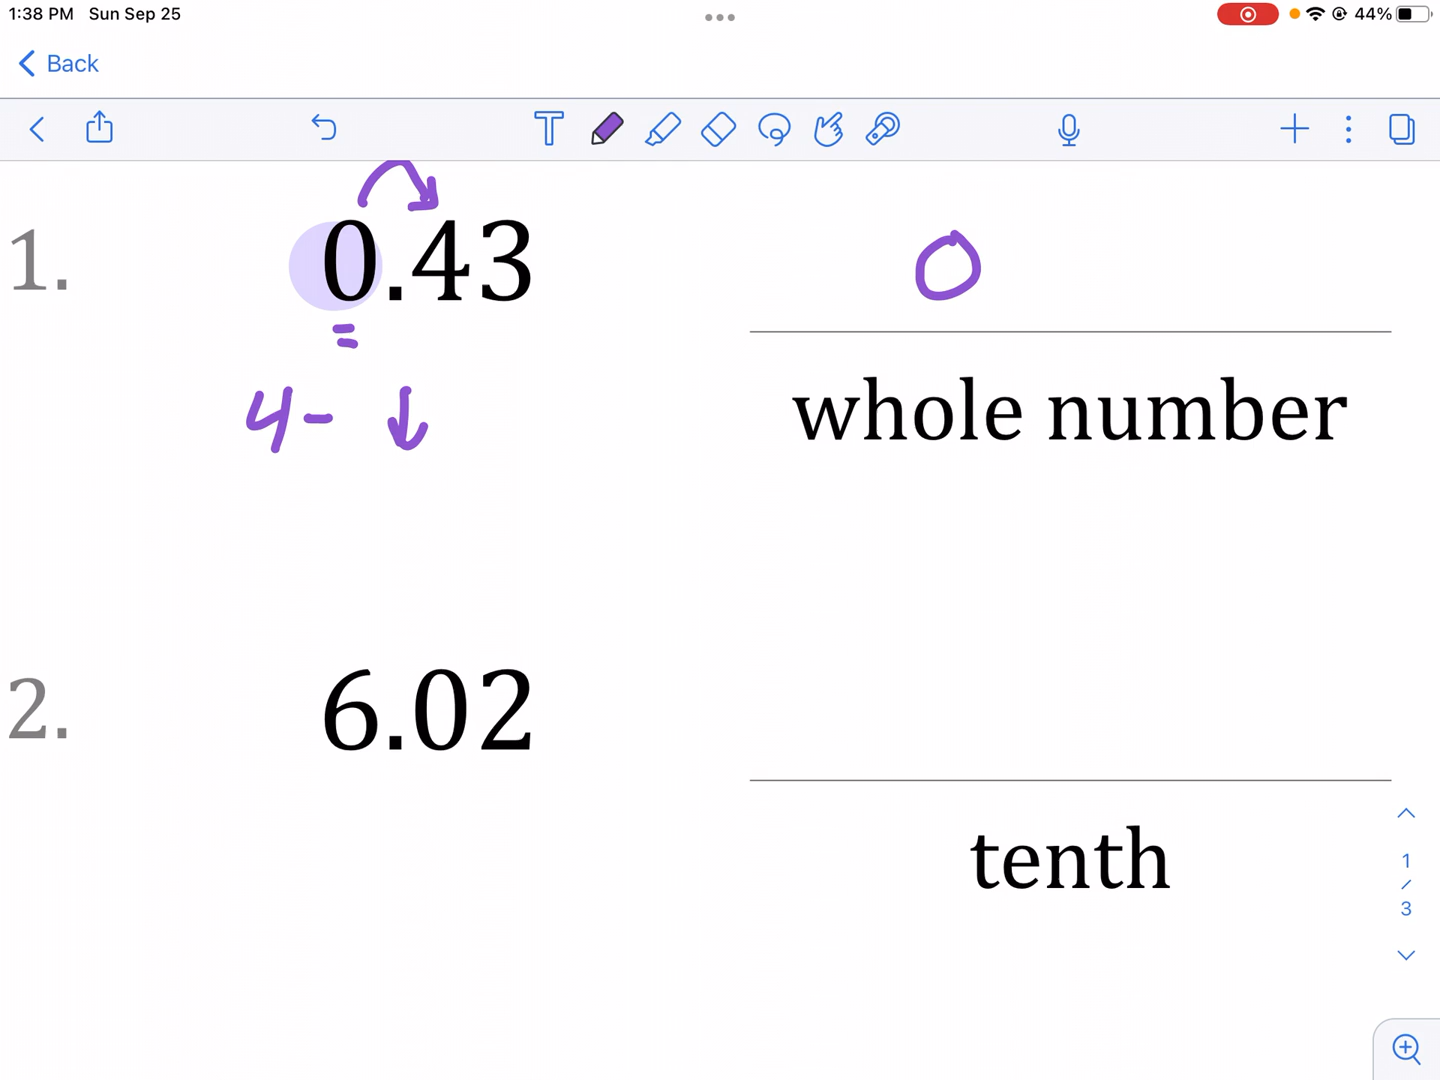 1:38 PM Sun Sep 25 44%
Back
T
1. 0.43 0
=
4 - ↓
whole number
2. 6.02
tenth
1
/
3